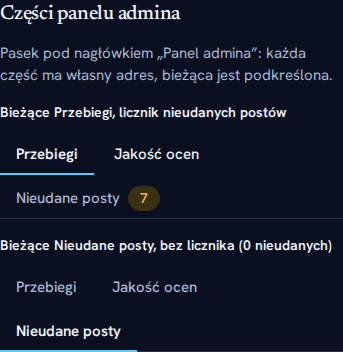 Części panelu admina
Pasek pod nagłówkiem „Panel admina”: każda
część ma własny adres, bieżąca jest podkreślona.
Bieżące Przebiegi, licznik nieudanych postów
Przebiegi Jakość ocen
Nieudane posty 7
Bieżące Nieudane posty, bez licznika (0 nieudanych)
Przebiegi Jakość ocen
Nieudane posty